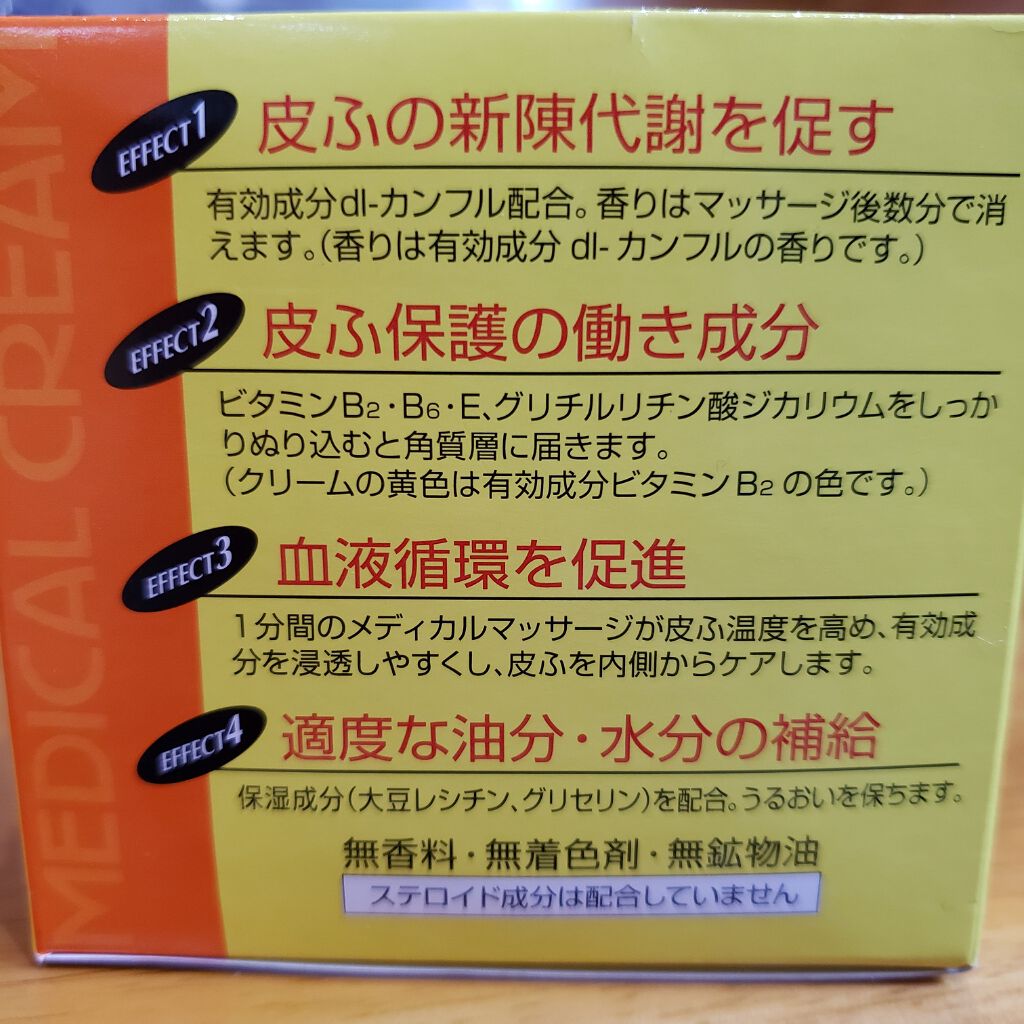 MEDICAL CREAM
EFFECT1 皮ふの新陳代謝を促す
有効成分dl-カンフル配合。香りはマッサージ後数分で消
えます。(香りは有効成分 dl-カンフルの香りです。)
EFFECT2 皮ふ保護の働き成分
ビタミンB₂・B₆・E、グリチルリチン酸ジカリウムをしっか
りぬり込むと角質層に届きます。
(クリームの黄色は有効成分ビタミンB₂の色です。)
EFFECT3 血液循環を促進
1分間のメディカルマッサージが皮ふ温度を高め、有効成
分を浸透しやすくし、皮ふを内側からケアします。
EFFECT4 適度な油分・水分の補給
保湿成分(大豆レシチン、グリセリン)を配合。うるおいを保ちます。
無香料・無着色剤・無鉱物油
ステロイド成分は配合していません